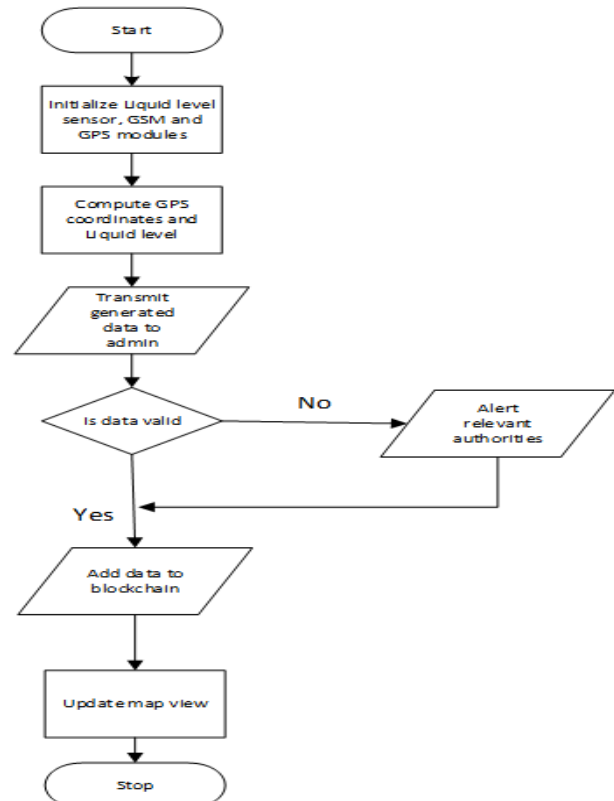 Start
Initialize Liquid level
sensor, GSM and
GPS modules
Compute GPS
coordinates and
Liquid level
Transmit
generated
data to
admin
Is data valid
No
Alert
relevant
authorities
Yes
Add data to
blockchain
Update map view
Stop